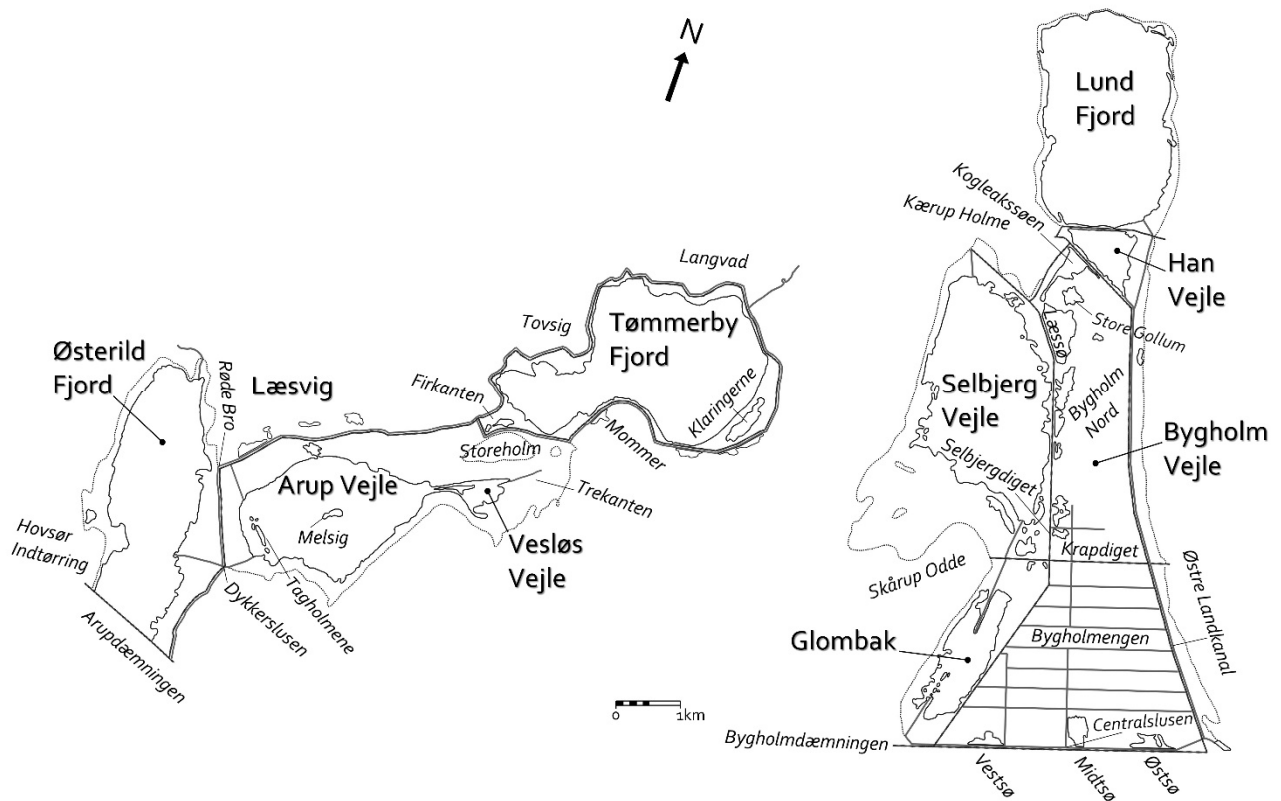 N
Lund
Fjord
Kogleakssøen
Kærup Holme
Han
Vejle
Langvad
Tovsig
Tømmerby
Fjord
Store Gollum
Læssø
Østerild
Fjord
Røde Bro
Læsvig
Firkanten
Klaringerne
Selbjerg
Vejle
Bygholm
Nord
Mommer
Storeholm
Bygholm
Vejle
Selbjergdiget
Arup Vejle
Trekanten
Melsig
Hovsør
Indtørring
Vesløs
Vejle
Krapdiget
Skårup Odde
Østre Landkanal
Tagholmene
Dykkerslusen
Arupdæmningen
Glombak
Bygholmengen
0 1km
Centralslusen
Bygholmdæmningen
Vestsø
Midtsø
Østsø